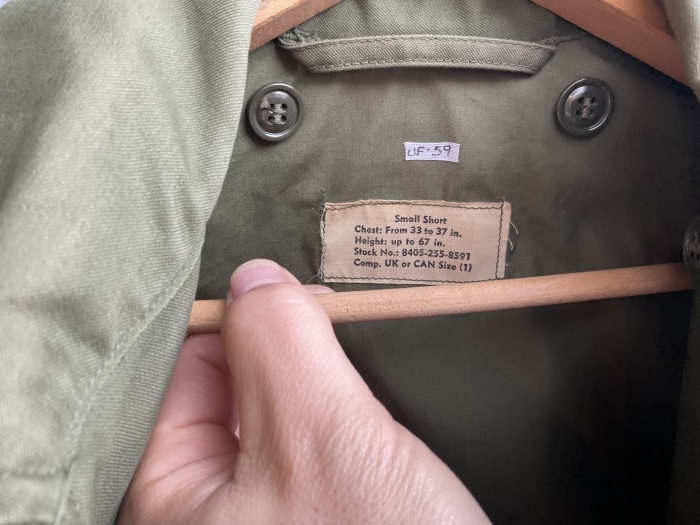 UF-59
Small Short
Chest: From 33 to 37 in.
Height: up to 67 in.
Stock No.: 8405-255-8591
Comp. UK or CAN Size (1)